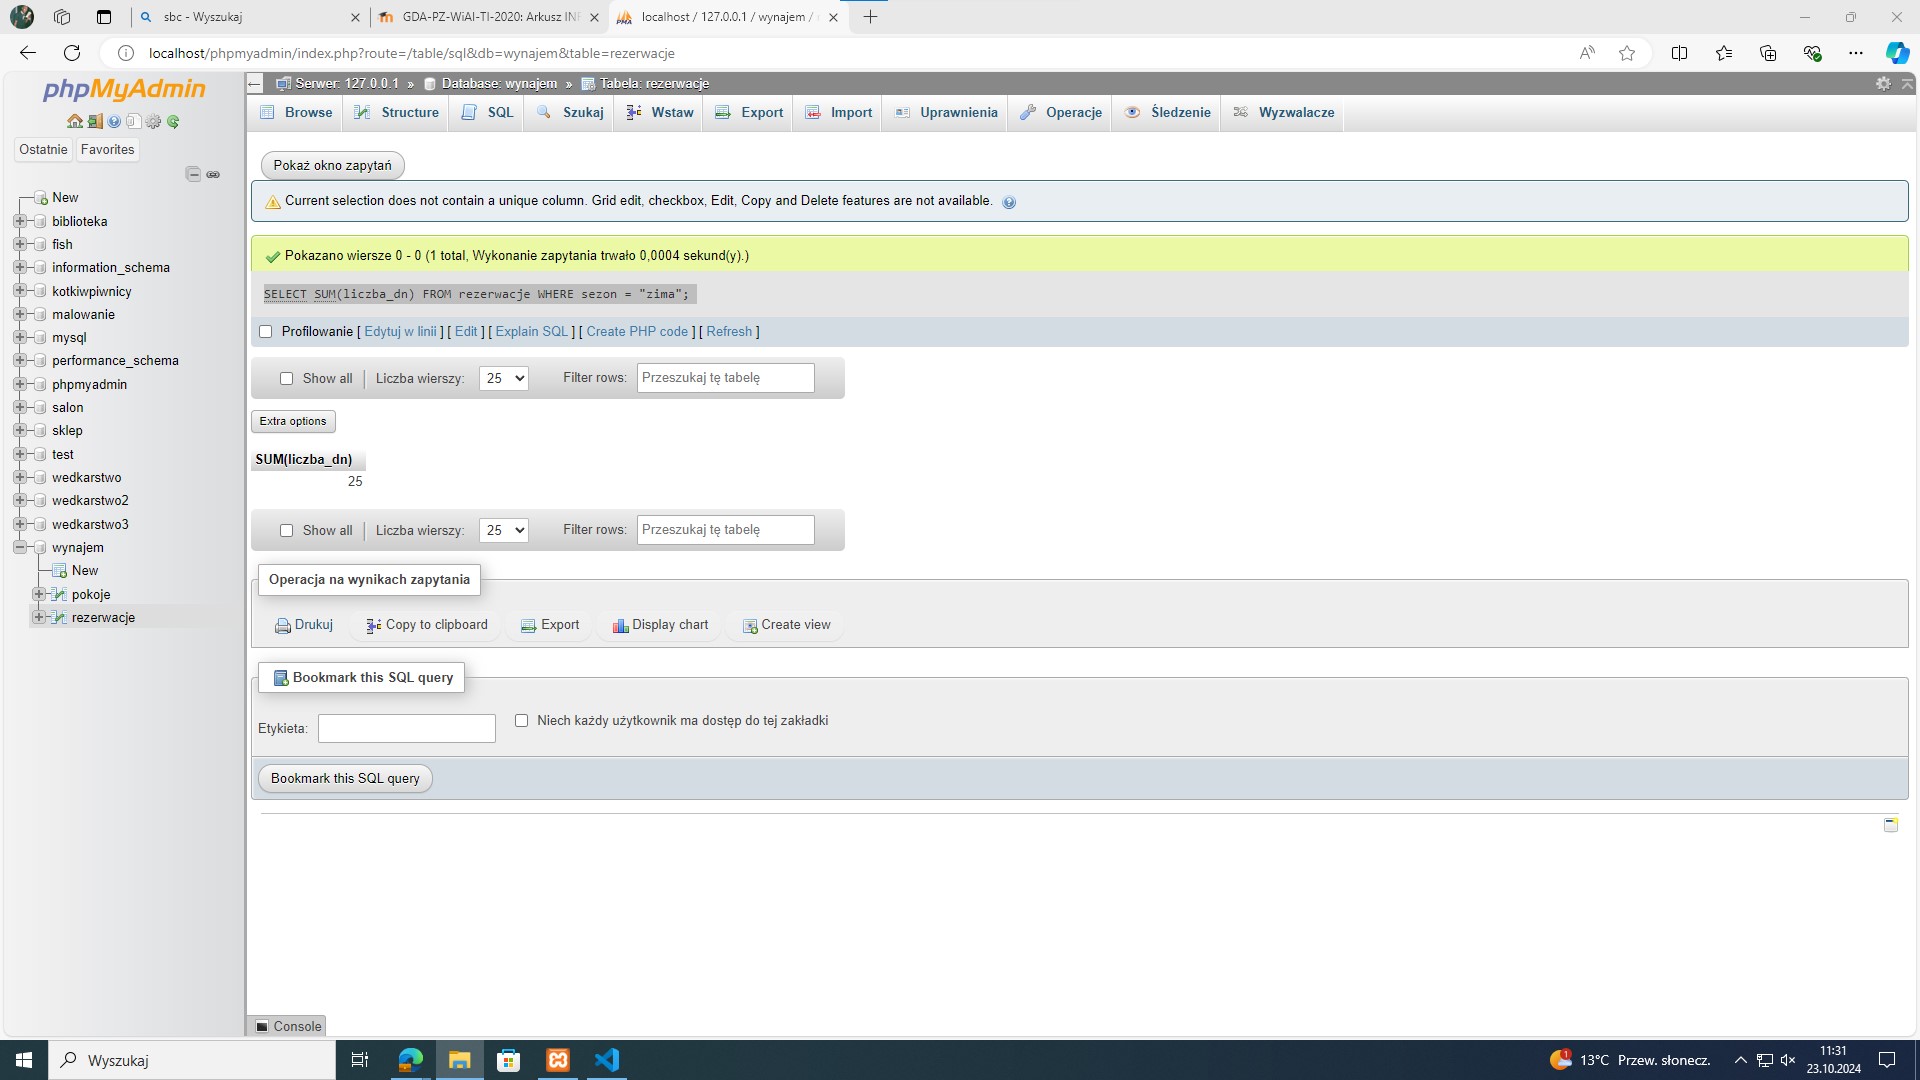 sbc - Wyszukaj
GDA-PZ-WiAI-TI-2020: Arkusz INF
localhost / 127.0.0.1 / wynajem /
localhost/phpmyadmin/index.php?route=/table/sql&db=wynajem&table=rezerwacje
phpMyAdmin
Ostatnie
Favorites
New
biblioteka
fish
information_schema
kotkiwpiwnicy
malowanie
mysql
performance_schema
phpmyadmin
salon
sklep
test
wedkarstwo
wedkarstwo2
wedkarstwo3
wynajem
New
pokoje
rezerwacje
Serwer: 127.0.0.1 » Database: wynajem » Tabela: rezerwacje
Browse Structure SQL Szukaj Wstaw Export Import Uprawnienia Operacje Śledzenie Wyzwalacze
Pokaż okno zapytań
Current selection does not contain a unique column. Grid edit, checkbox, Edit, Copy and Delete features are not available.
Pokazano wiersze 0 - 0 (1 total, Wykonanie zapytania trwało 0,0004 sekund(y).)
SELECT SUM(liczba_dn) FROM rezerwacje WHERE sezon = "zima";
Profilowanie [ Edytuj w linii ] [ Edit ] [ Explain SQL ] [ Create PHP code ] [ Refresh ]
Show all Liczba wierszy: 25 Filter rows: Przeszukaj tę tabelę
Extra options
SUM(liczba_dn)
25
Show all Liczba wierszy: 25 Filter rows: Przeszukaj tę tabelę
Operacja na wynikach zapytania
Drukuj Copy to clipboard Export Display chart Create view
Bookmark this SQL query
Etykieta: Niech każdy użytkownik ma dostęp do tej zakładki
Bookmark this SQL query
Console
Wyszukaj
1 13°C Przew. słonecz.
11:31
23.10.2024